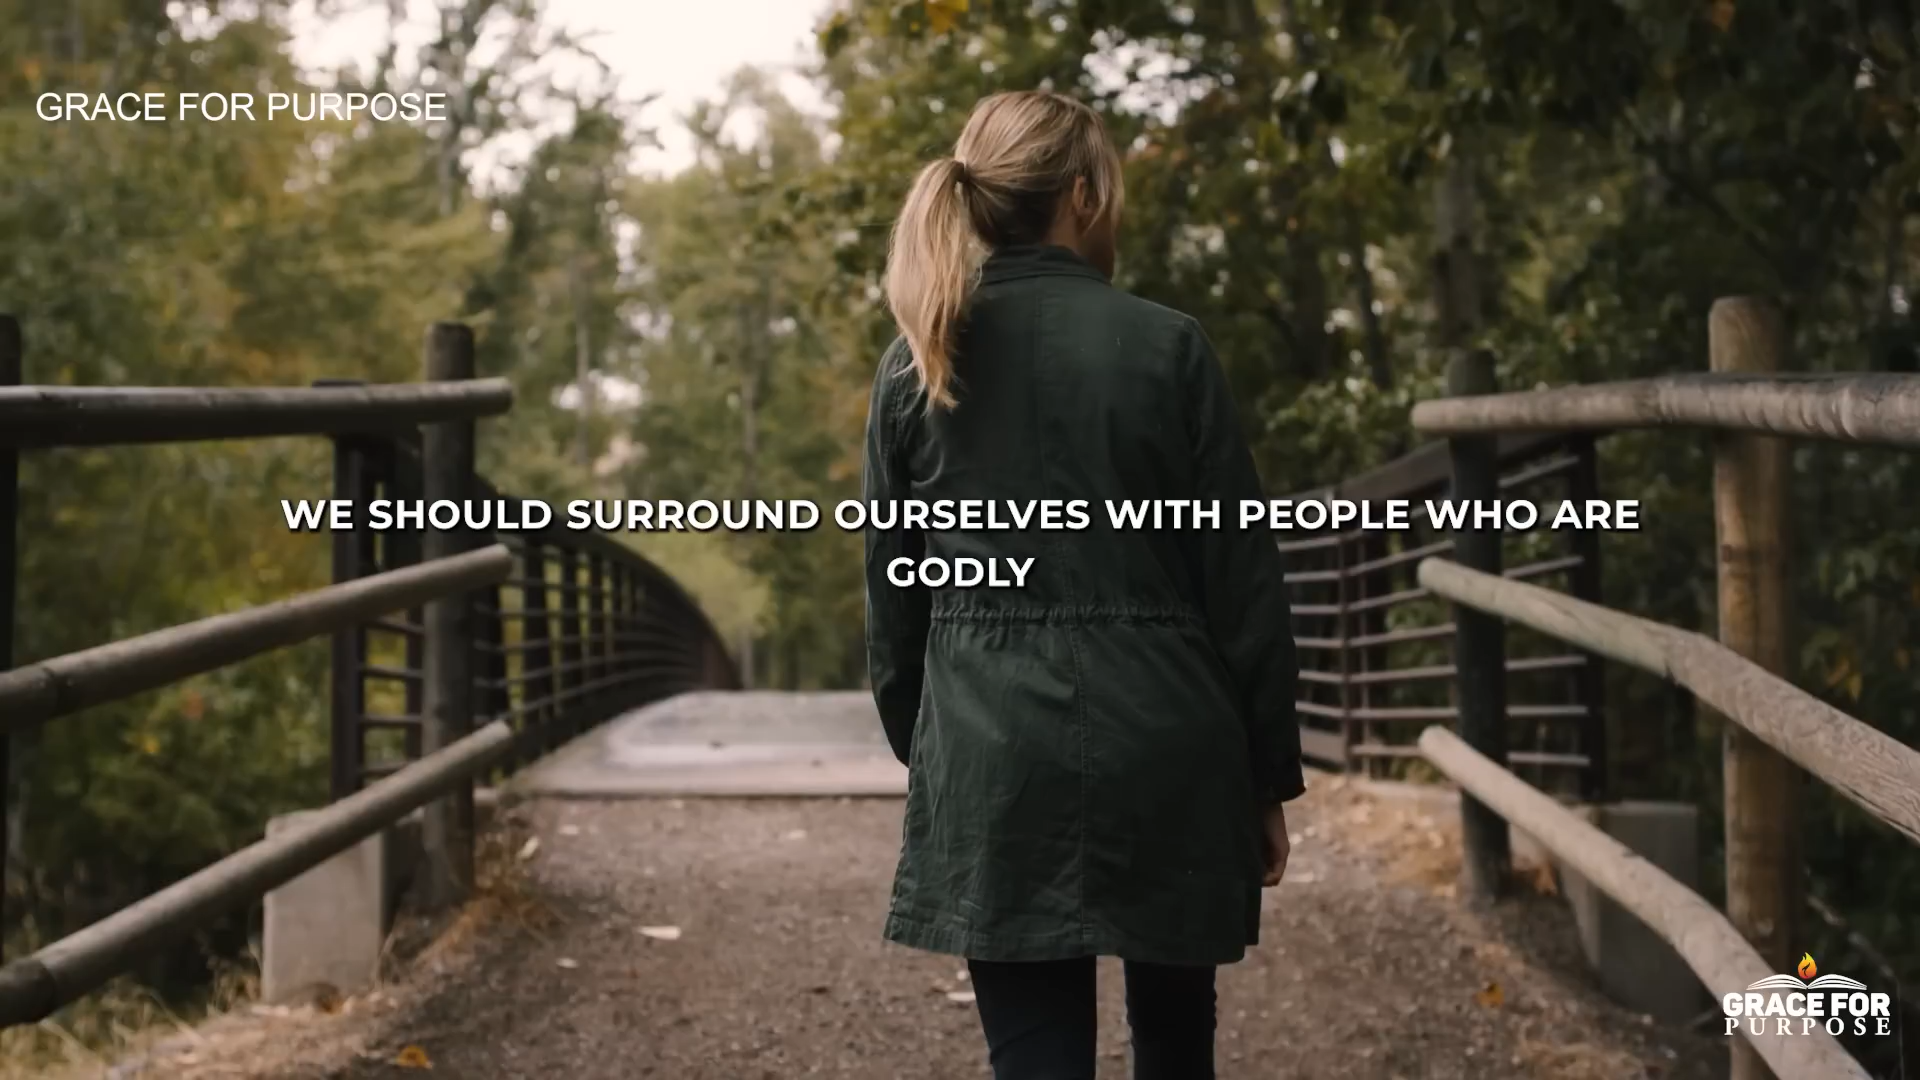 GRACE FOR PURPOSE
WE SHOULD SURROUND OURSELVES WITH PEOPLE WHO ARE
GODLY
GRACE FOR
PURPOSE